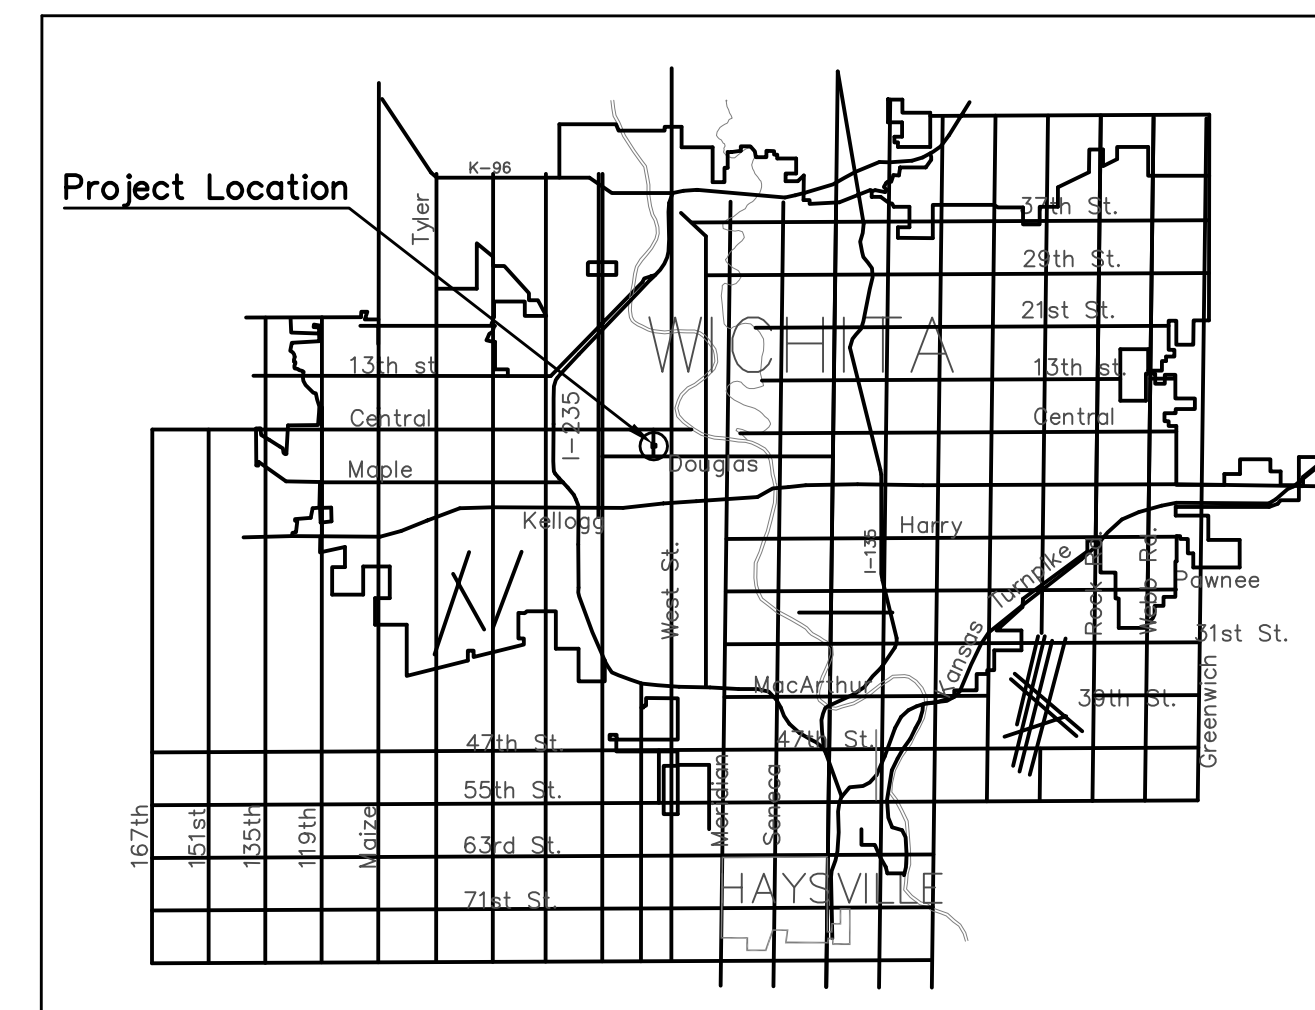 K-96
Project Location
Tyler
37th St.
29th St.
21st St.
WICHITA
13th st.
13th st.
Central
Central
I-235
Maple
Douglas
Kellogg
Harry
I-135
Turnpike
Kansas
Rock Rd.
Webb Rd.
Pawnee
West St.
31st St.
MacArthur
39th St.
Greenwich
47th St.
47th St.
55th St.
Meridian
Seneca
167th
151st
135th
119th
Maize
63rd St.
71st St.
HAYSVILLE